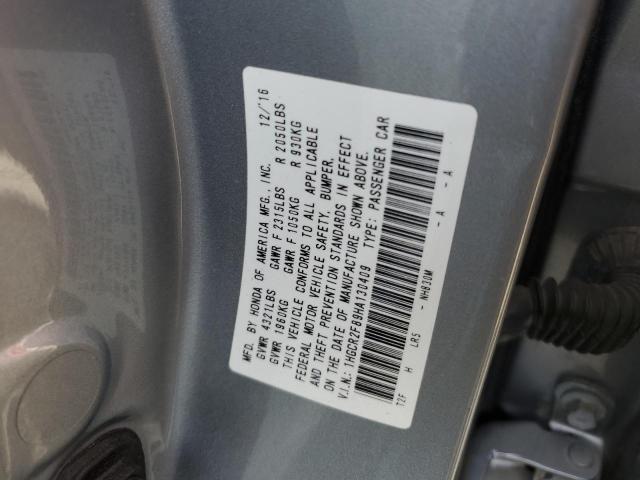 MFD. BY HONDA OF AMERICA MFG., INC. 12/'16
GVWR 4321LBS GAWR F 2315LBS R 2050LBS
GVWR 1960KG GAWR F 1050KG R 930KG
THIS VEHICLE CONFORMS TO ALL APPLICABLE
FEDERAL MOTOR VEHICLE SAFETY, BUMPER,
AND THEFT PREVENTION STANDARDS IN EFFECT
ON THE DATE OF MANUFACTURE SHOWN ABOVE.
V.I.N.: 1HGCR2F89HA130409 TYPE: PASSENGER CAR
T2F H LR5 - NH830M - A - A